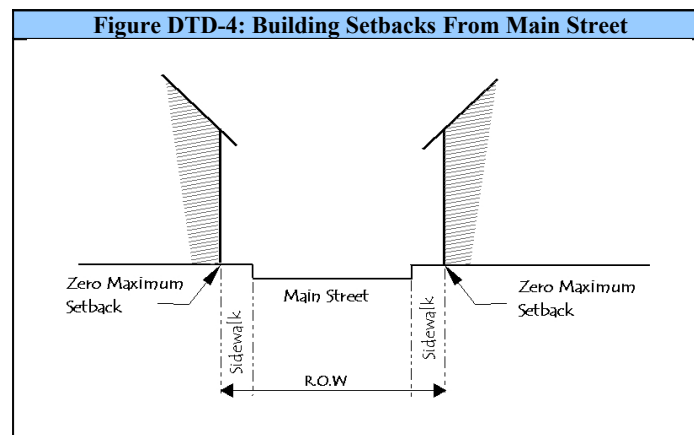 Figure DTD-4: Building Setbacks From Main Street
Zero Maximum
Setback
Main Street
Zero Maximum
Setback
Sidewalk
Sidewalk
R.O.W